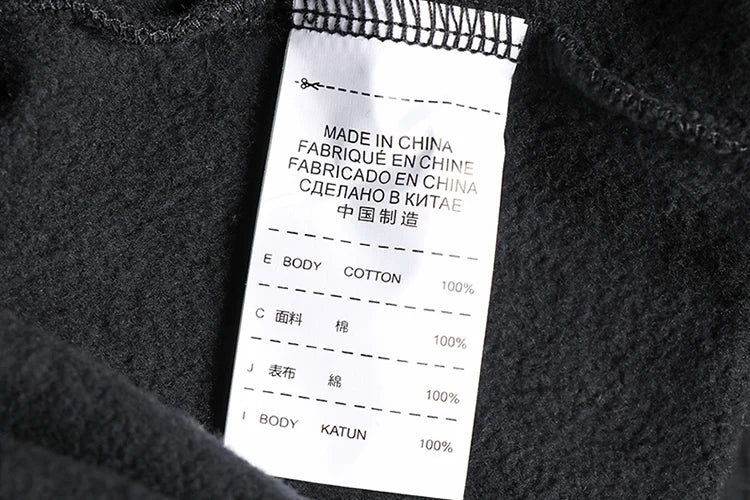 MADE IN CHINA
FABRIQUÉ EN CHINE
FABRICADO EN CHINA
СДЕЛАНО В КИТАЕ
中国制造
E BODY COTTON 100%
C 面料 棉 100%
J 表布 綿 100%
I BODY KATUN 100%